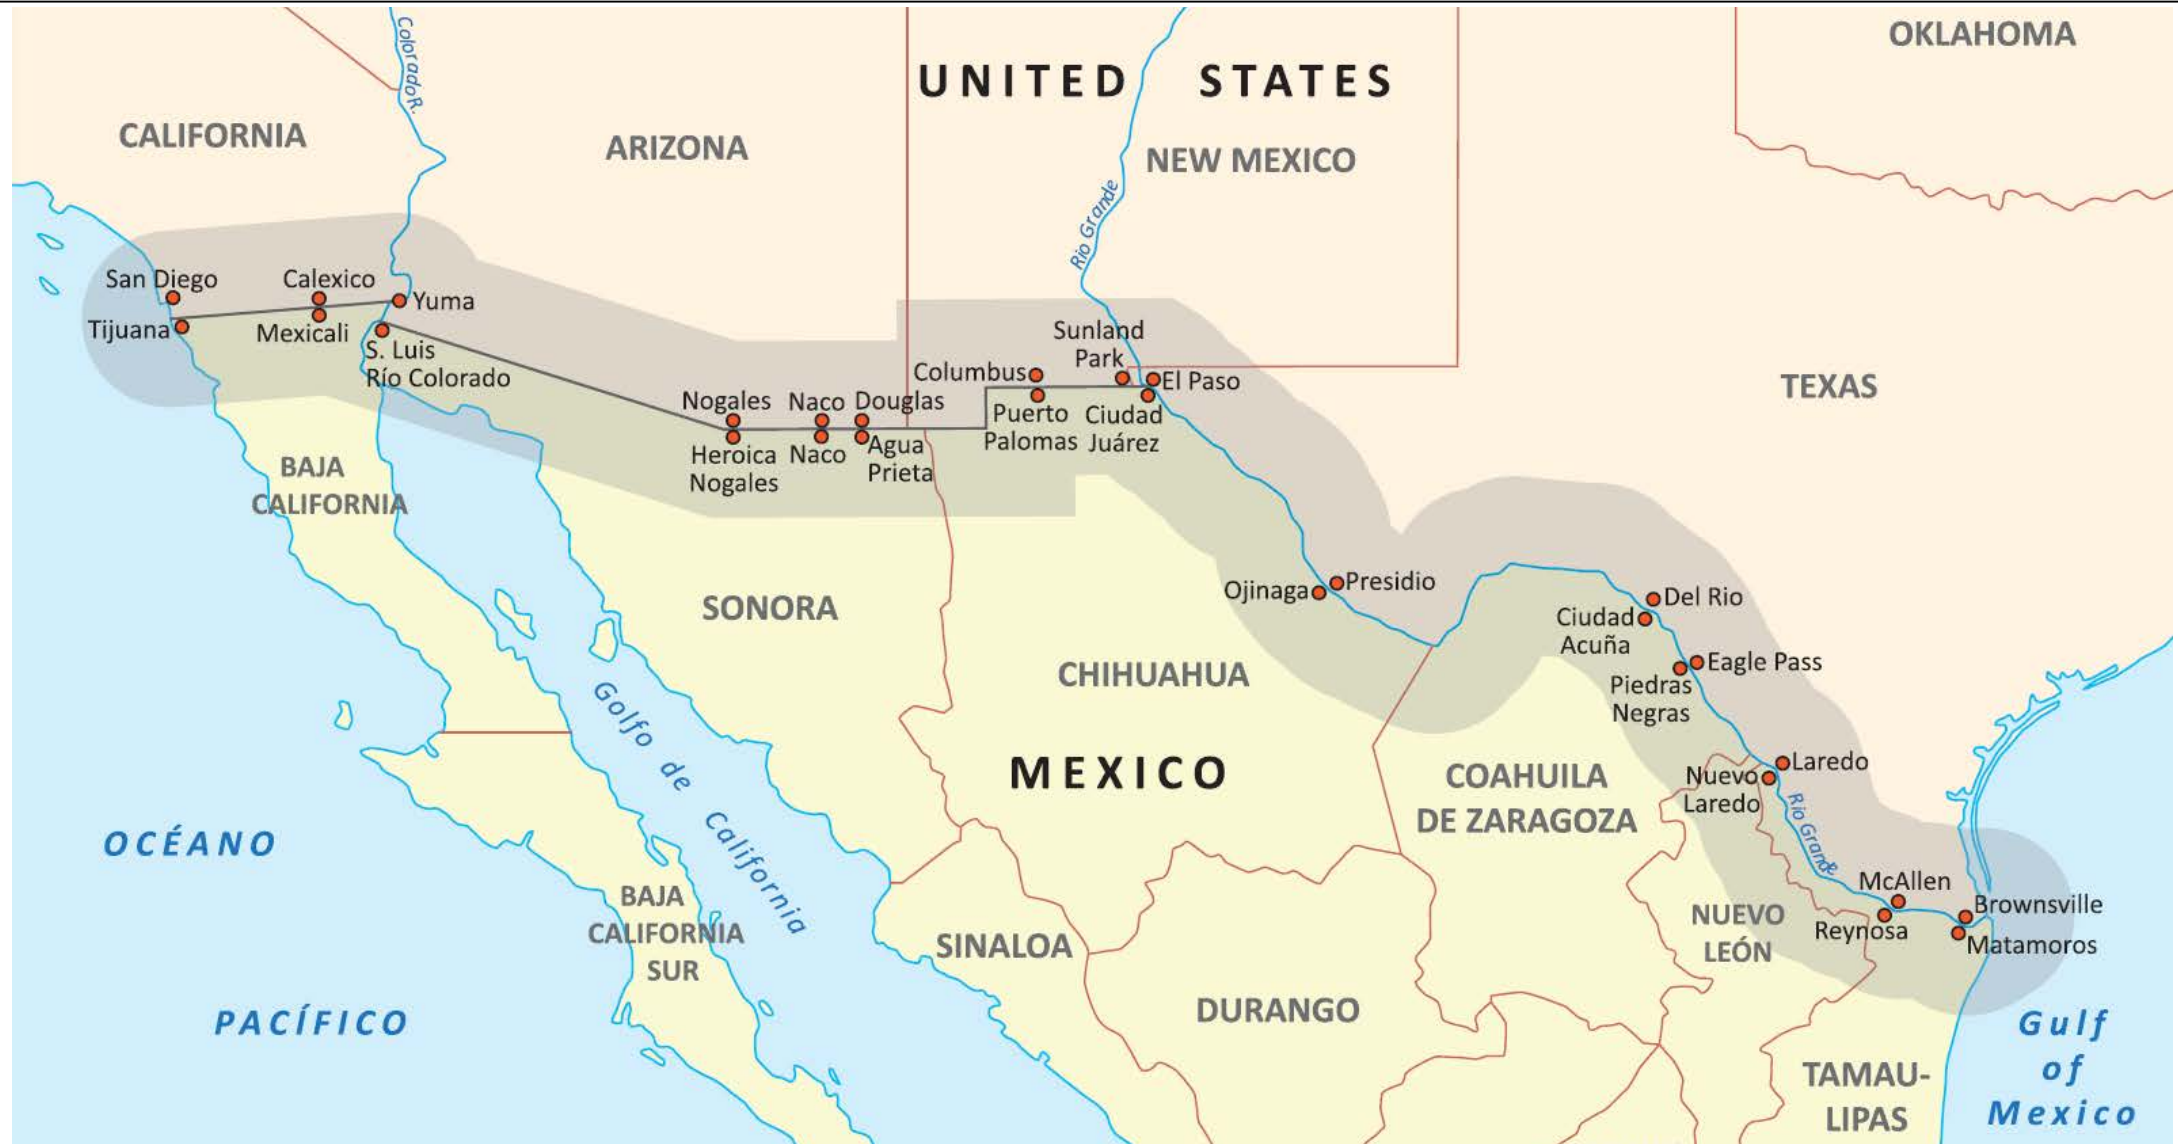 OKLAHOMA
Colorado R.
UNITED STATES
CALIFORNIA
ARIZONA
NEW MEXICO
Rio Grande
San Diego
Calexico
Yuma
Tijuana
Mexicali
S. Luis
Río Colorado
Sunland
Park
Columbus
El Paso
TEXAS
Nogales
Naco
Douglas
Puerto
Palomas
Ciudad
Juárez
Heroica
Nogales
Naco
Agua
Prieta
BAJA
CALIFORNIA
Ojinaga
Presidio
Del Rio
Ciudad
Acuña
SONORA
Eagle Pass
CHIHUAHUA
Piedras
Negras
Golfo de California
MEXICO
COAHUILA
DE ZARAGOZA
Laredo
Nuevo
Laredo
Rio Grande
OCÉANO
PACÍFICO
BAJA
CALIFORNIA
SUR
McAllen
Brownsville
Reynosa
Matamoros
NUEVO
LEÓN
SINALOA
DURANGO
Gulf
of
Mexico
TAMAU-
LIPAS